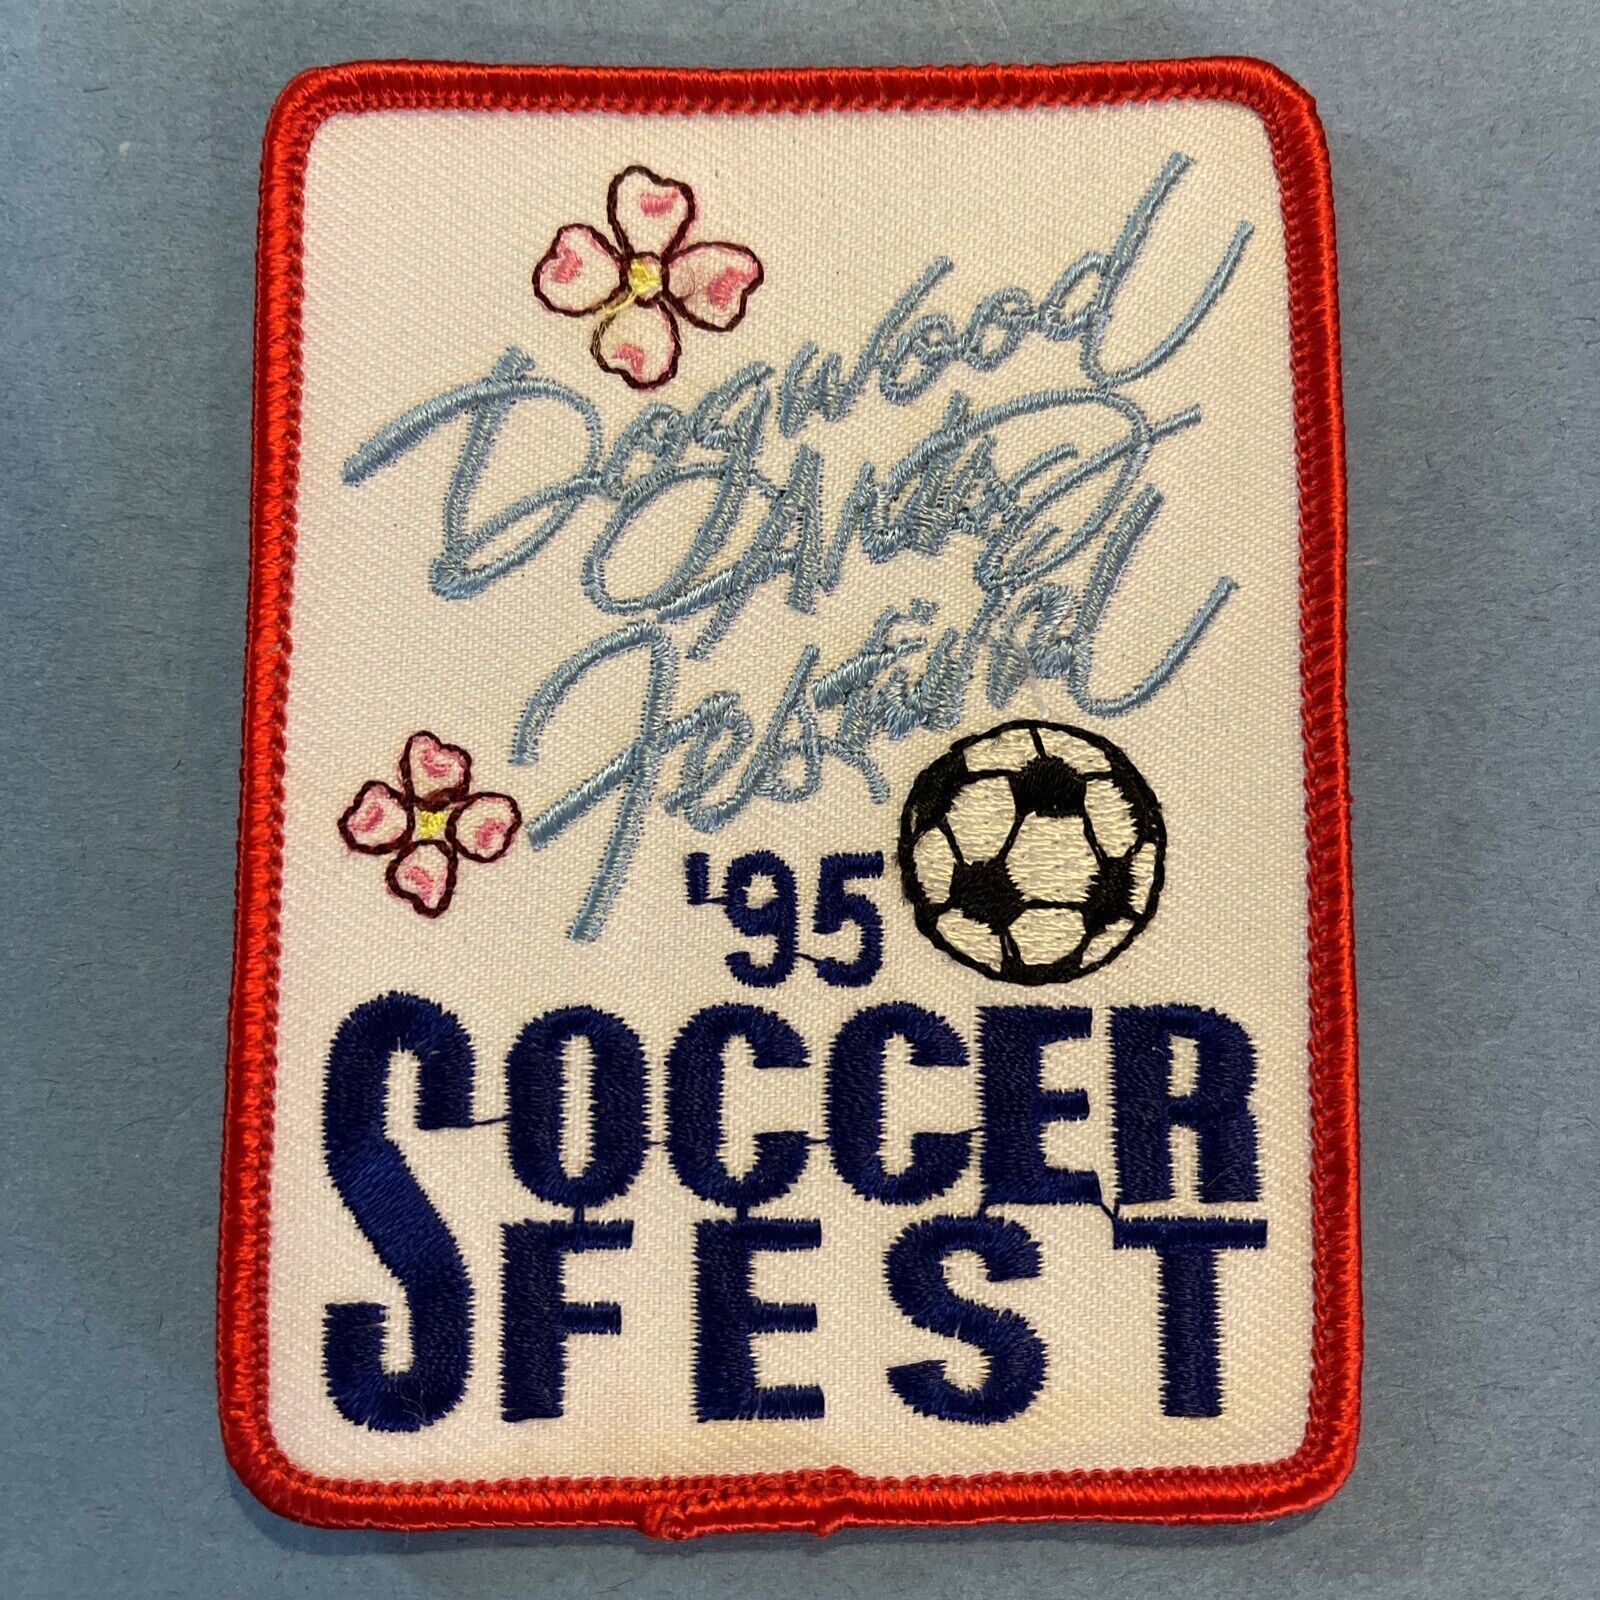 Dogwood
Arts
Festival
'95
SOCCER
FEST